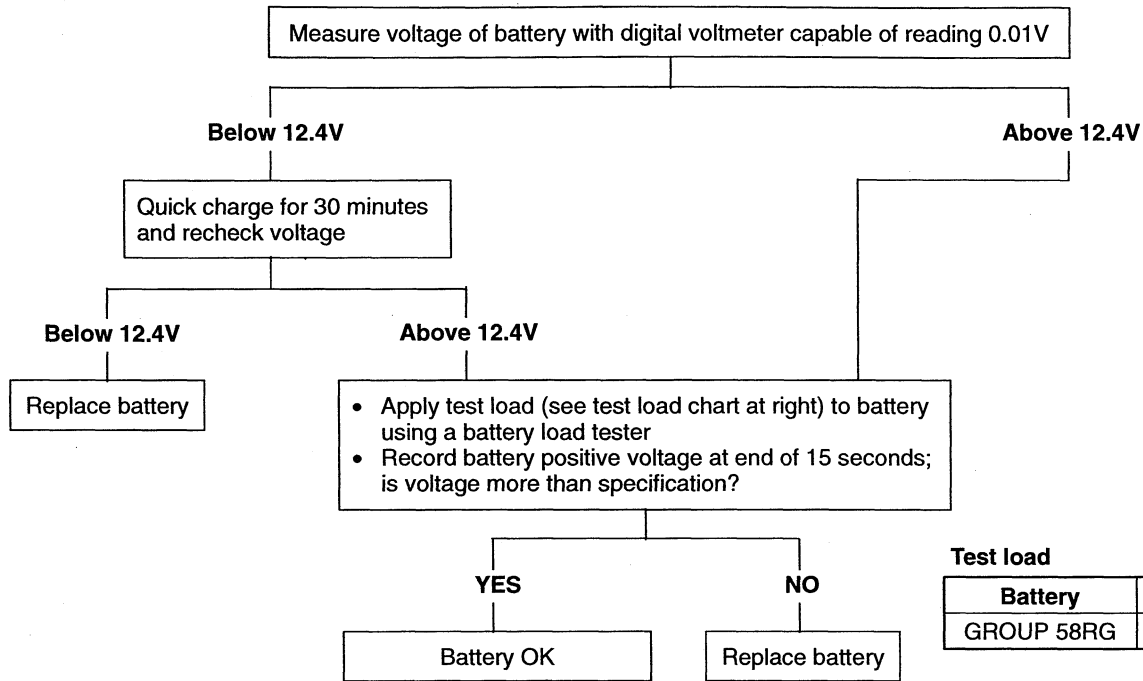 Measure voltage of battery with digital voltmeter capable of reading 0.01V
Below 12.4V
Above 12.4V
Quick charge for 30 minutes
and recheck voltage
Below 12.4V
Above 12.4V
Replace battery
• Apply test load (see test load chart at right) to battery
using a battery load tester
• Record battery positive voltage at end of 15 seconds;
is voltage more than specification?
YES
NO
Battery OK
Replace battery
Test load
Battery
GROUP 58RG